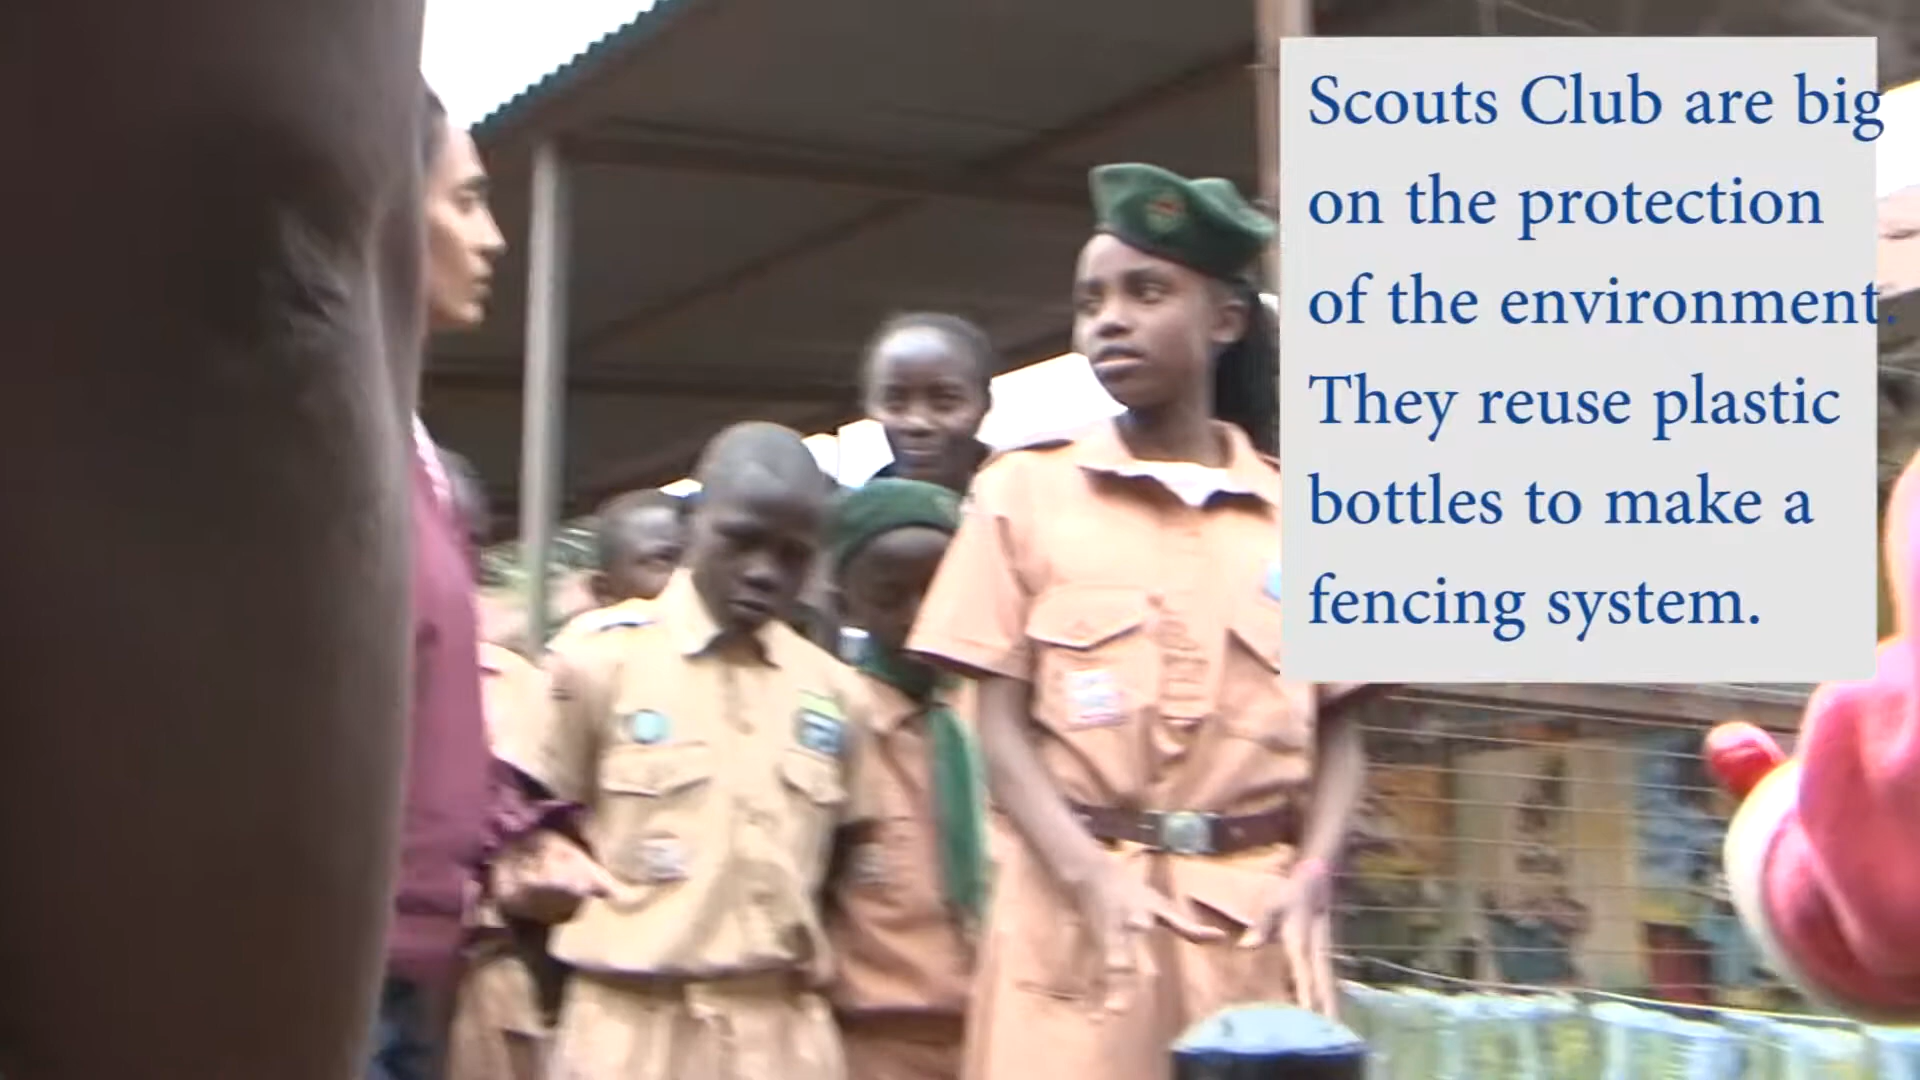 Scouts Club are big
on the protection
of the environment.
They reuse plastic
bottles to make a
fencing system.